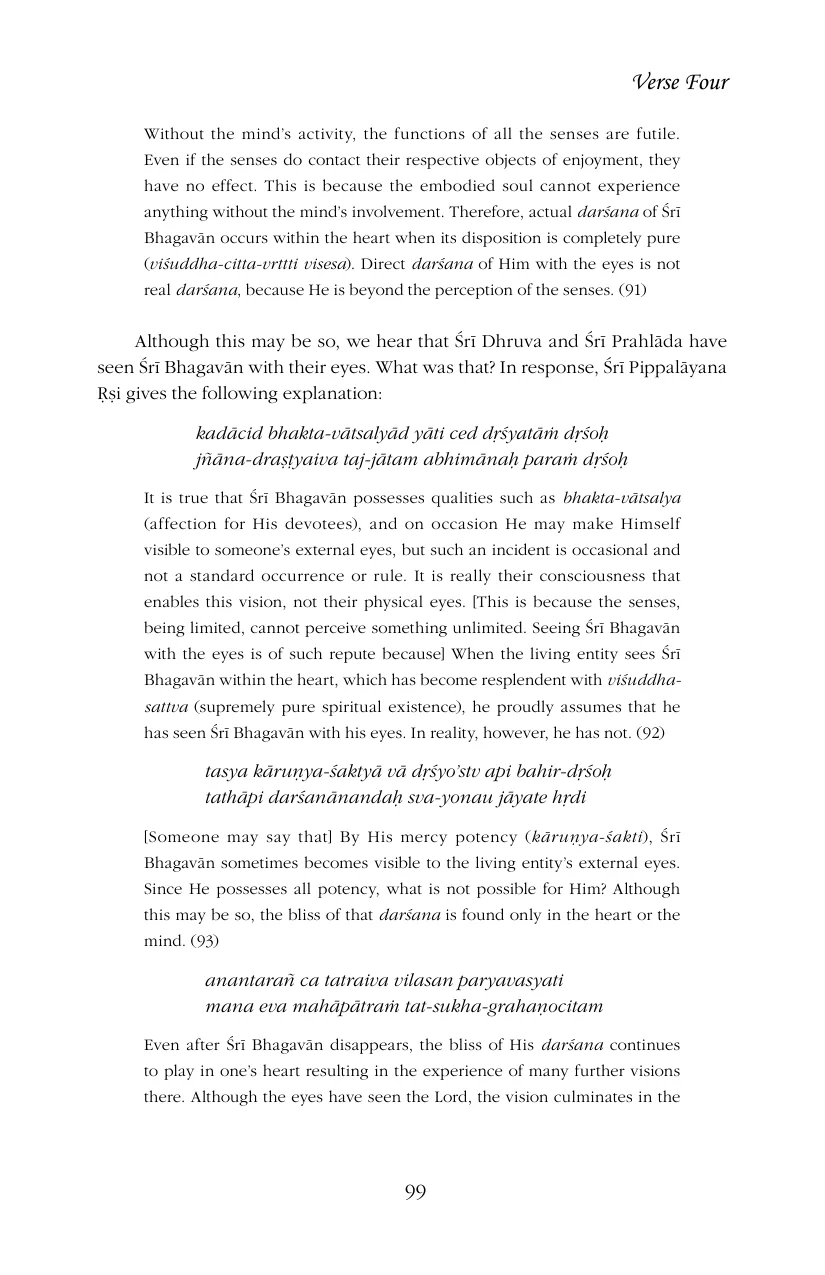 Verse Four
Without the mind's activity, the functions of all the senses are futile.
Even if the senses do contact their respective objects of enjoyment, they
have no effect. This is because the embodied soul cannot experience
anything without the mind's involvement. Therefore, actual darśana of Śrī
Bhagavān occurs within the heart when its disposition is completely pure
(viśuddha-citta-vrttti visesa). Direct darśana of Him with the eyes is not
real darśana, because He is beyond the perception of the senses. (91)
Although this may be so, we hear that Śrī Dhruva and Śrī Prahlāda have
seen Śrī Bhagavān with their eyes. What was that? In response, Śrī Pippalāyana
Ṛṣi gives the following explanation:
kadācid bhakta-vātsalyād yāti ced dṛśyatāṁ dṛśoḥ
jñāna-draṣṭyaiva taj-jātam abhimānaḥ paraṁ dṛśoḥ
It is true that Śrī Bhagavān possesses qualities such as bhakta-vātsalya
(affection for His devotees), and on occasion He may make Himself
visible to someone's external eyes, but such an incident is occasional and
not a standard occurrence or rule. It is really their consciousness that
enables this vision, not their physical eyes. [This is because the senses,
being limited, cannot perceive something unlimited. Seeing Śrī Bhagavān
with the eyes is of such repute because] When the living entity sees Śrī
Bhagavān within the heart, which has become resplendent with viśuddha-
sattva (supremely pure spiritual existence), he proudly assumes that he
has seen Śrī Bhagavān with his eyes. In reality, however, he has not. (92)
tasya kāruṇya-śaktyā vā dṛśyo'stv api bahir-dṛśoḥ
tathāpi darśanānandaḥ sva-yonau jāyate hṛdi
[Someone may say that] By His mercy potency (kāruṇya-śakti), Śrī
Bhagavān sometimes becomes visible to the living entity's external eyes.
Since He possesses all potency, what is not possible for Him? Although
this may be so, the bliss of that darśana is found only in the heart or the
mind. (93)
anantarañ ca tatraiva vilasan paryavasyati
mana eva mahāpātraṁ tat-sukha-grahaṇocitam
Even after Śrī Bhagavān disappears, the bliss of His darśana continues
to play in one's heart resulting in the experience of many further visions
there. Although the eyes have seen the Lord, the vision culminates in the
99